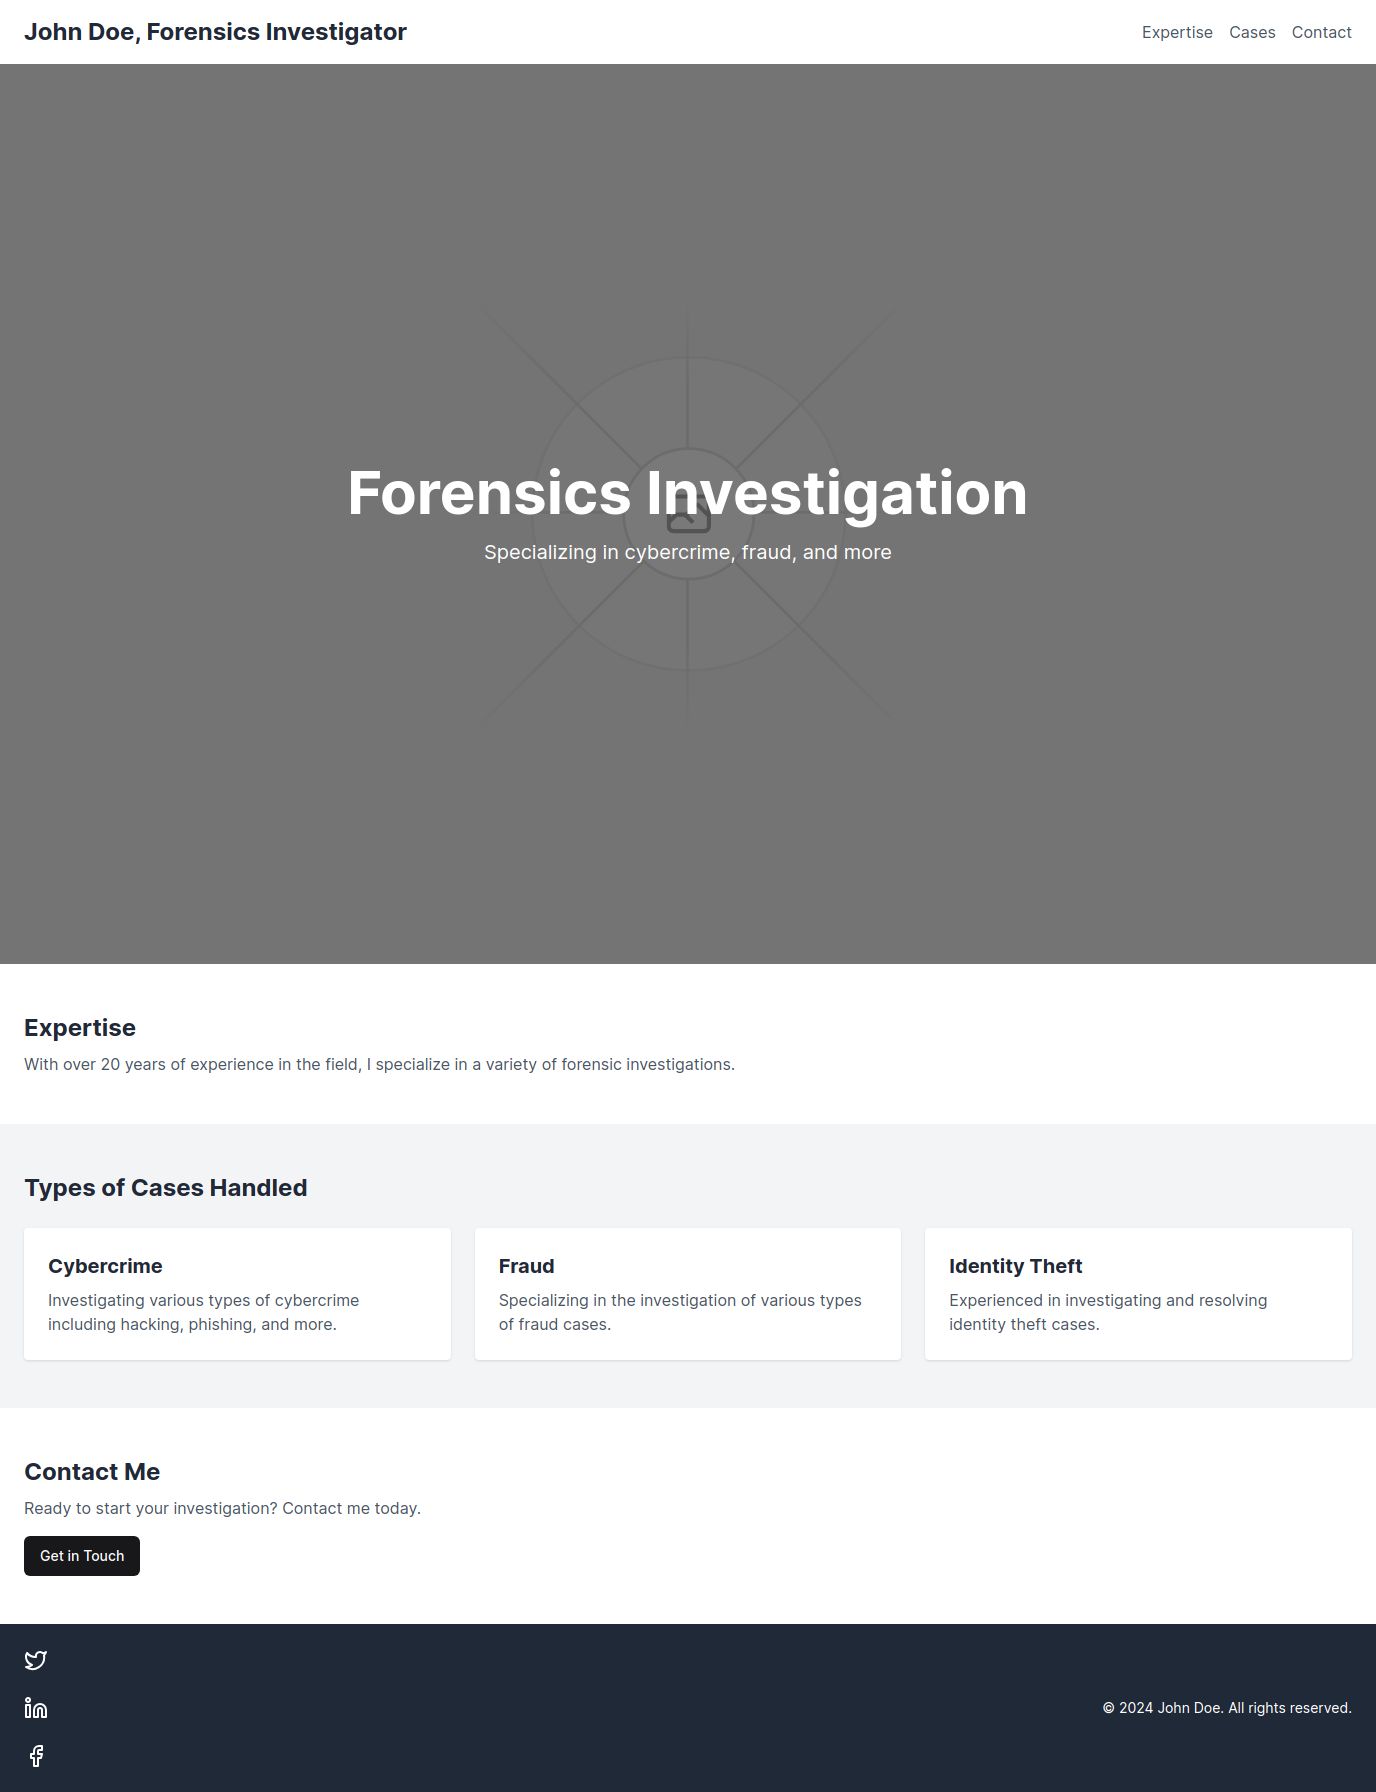 John Doe, Forensics Investigator
Expertise Cases Contact
Forensics Investigation
Specializing in cybercrime, fraud, and more
Expertise
With over 20 years of experience in the field, I specialize in a variety of forensic investigations.
Types of Cases Handled
Cybercrime
Investigating various types of cybercrime
including hacking, phishing, and more.
Fraud
Specializing in the investigation of various types
of fraud cases.
Identity Theft
Experienced in investigating and resolving
identity theft cases.
Contact Me
Ready to start your investigation? Contact me today.
Get in Touch
© 2024 John Doe. All rights reserved.